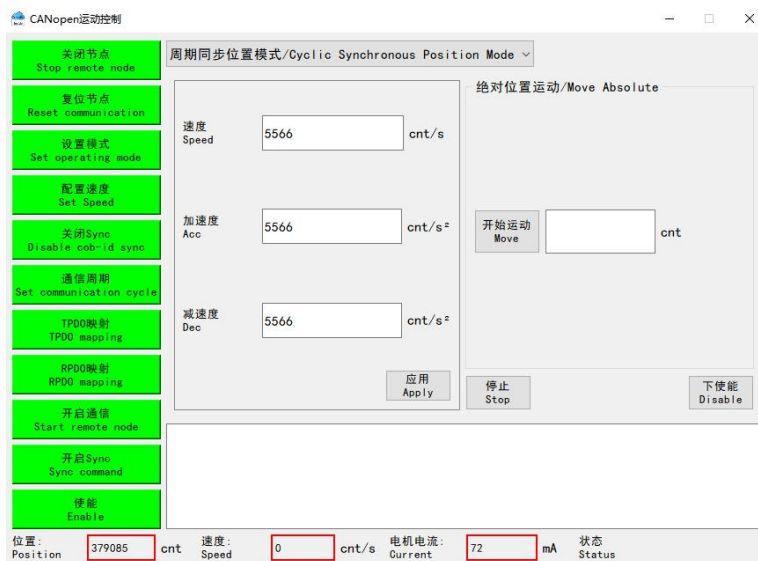 CANopen运动控制
关闭节点
Stop remote node
复位节点
Reset communication
设置模式
Set operating mode
配置速度
Set Speed
关闭Sync
Disable cob-id sync
通信周期
Set communication cycle
TPDO映射
TPDO mapping
RPDO映射
RPDO mapping
开启通信
Start remote node
开启Sync
Sync command
使能
Enable
周期同步位置模式/Cyclic Synchronous Position Mode
速度
Speed
5566
cnt/s
加速度
Acc
5566
cnt/s²
减速度
Dec
5566
cnt/s²
应用
Apply
绝对位置运动/Move Absolute
开始运动
Move
cnt
停止
Stop
下使能
Disable
位置:
Position
379085
cnt
速度:
Speed
0
cnt/s
电机电流:
Current
72
mA
状态
Status